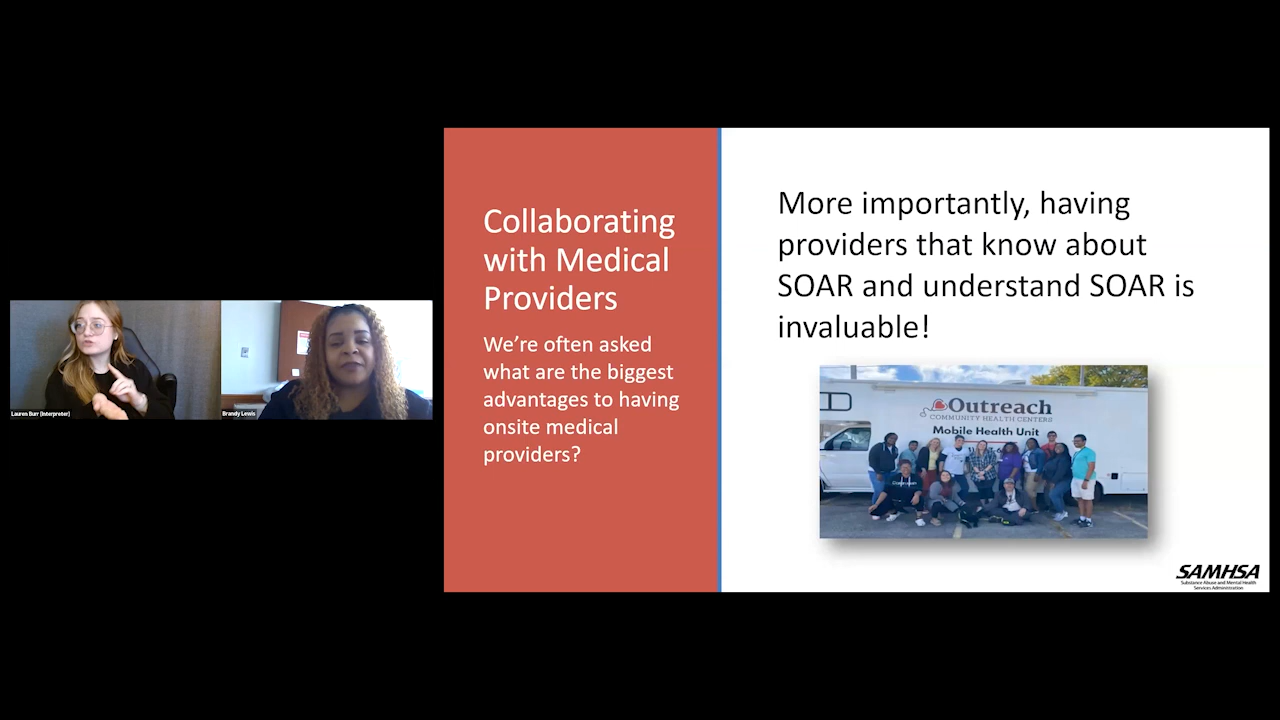 Collaborating
with Medical
Providers
We're often asked
what are the biggest
advantages to having
onsite medical
providers?
More importantly, having
providers that know about
SOAR and understand SOAR is
invaluable!
Outreach
COMMUNITY HEALTH CENTERS
Mobile Health Unit
SAMHSA
Substance Abuse and Mental Health
Services Administration
Lauren Burr (Interpreter)
Brandy Lewis